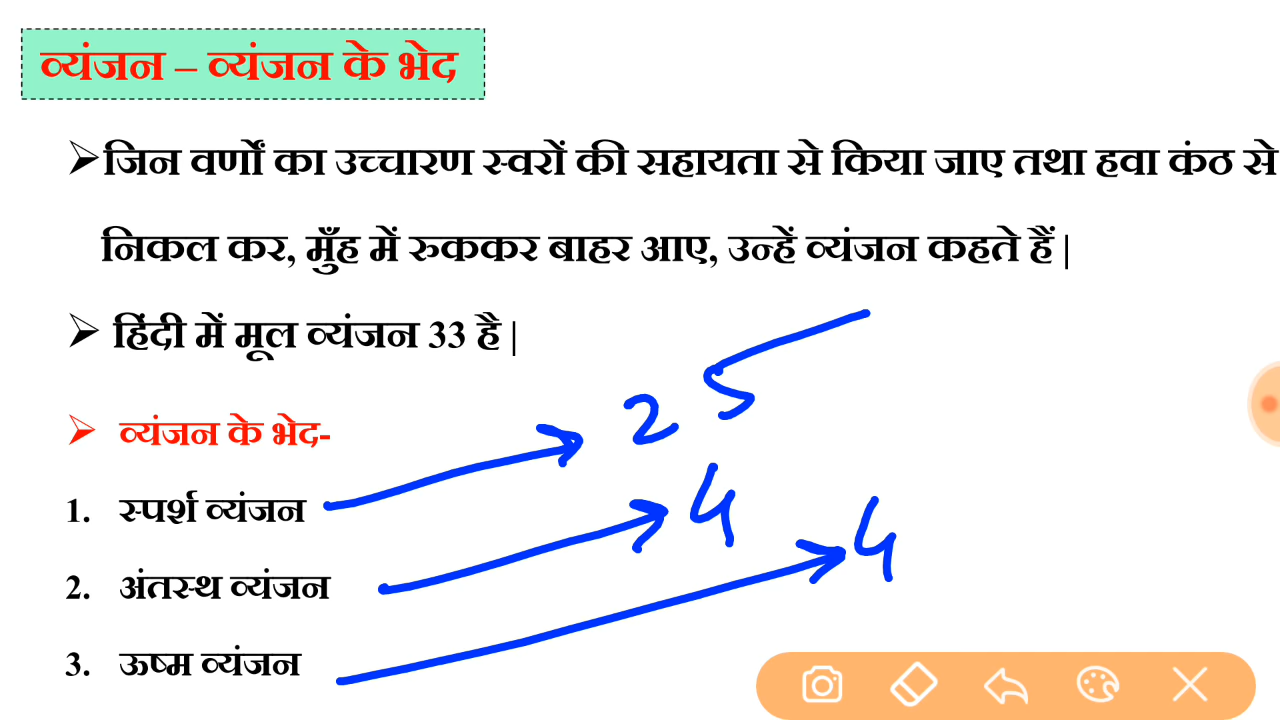 व्यंजन – व्यंजन के भेद
➢जिन वर्णों का उच्चारण स्वरों की सहायता से किया जाए तथा हवा कंठ से
निकल कर, मुँह में रुककर बाहर आए, उन्हें व्यंजन कहते हैं |
➢ हिंदी में मूल व्यंजन 33 है |
➢ व्यंजन के भेद-
1. स्पर्श व्यंजन 25
2. अंतस्थ व्यंजन 4
3. ऊष्म व्यंजन 4